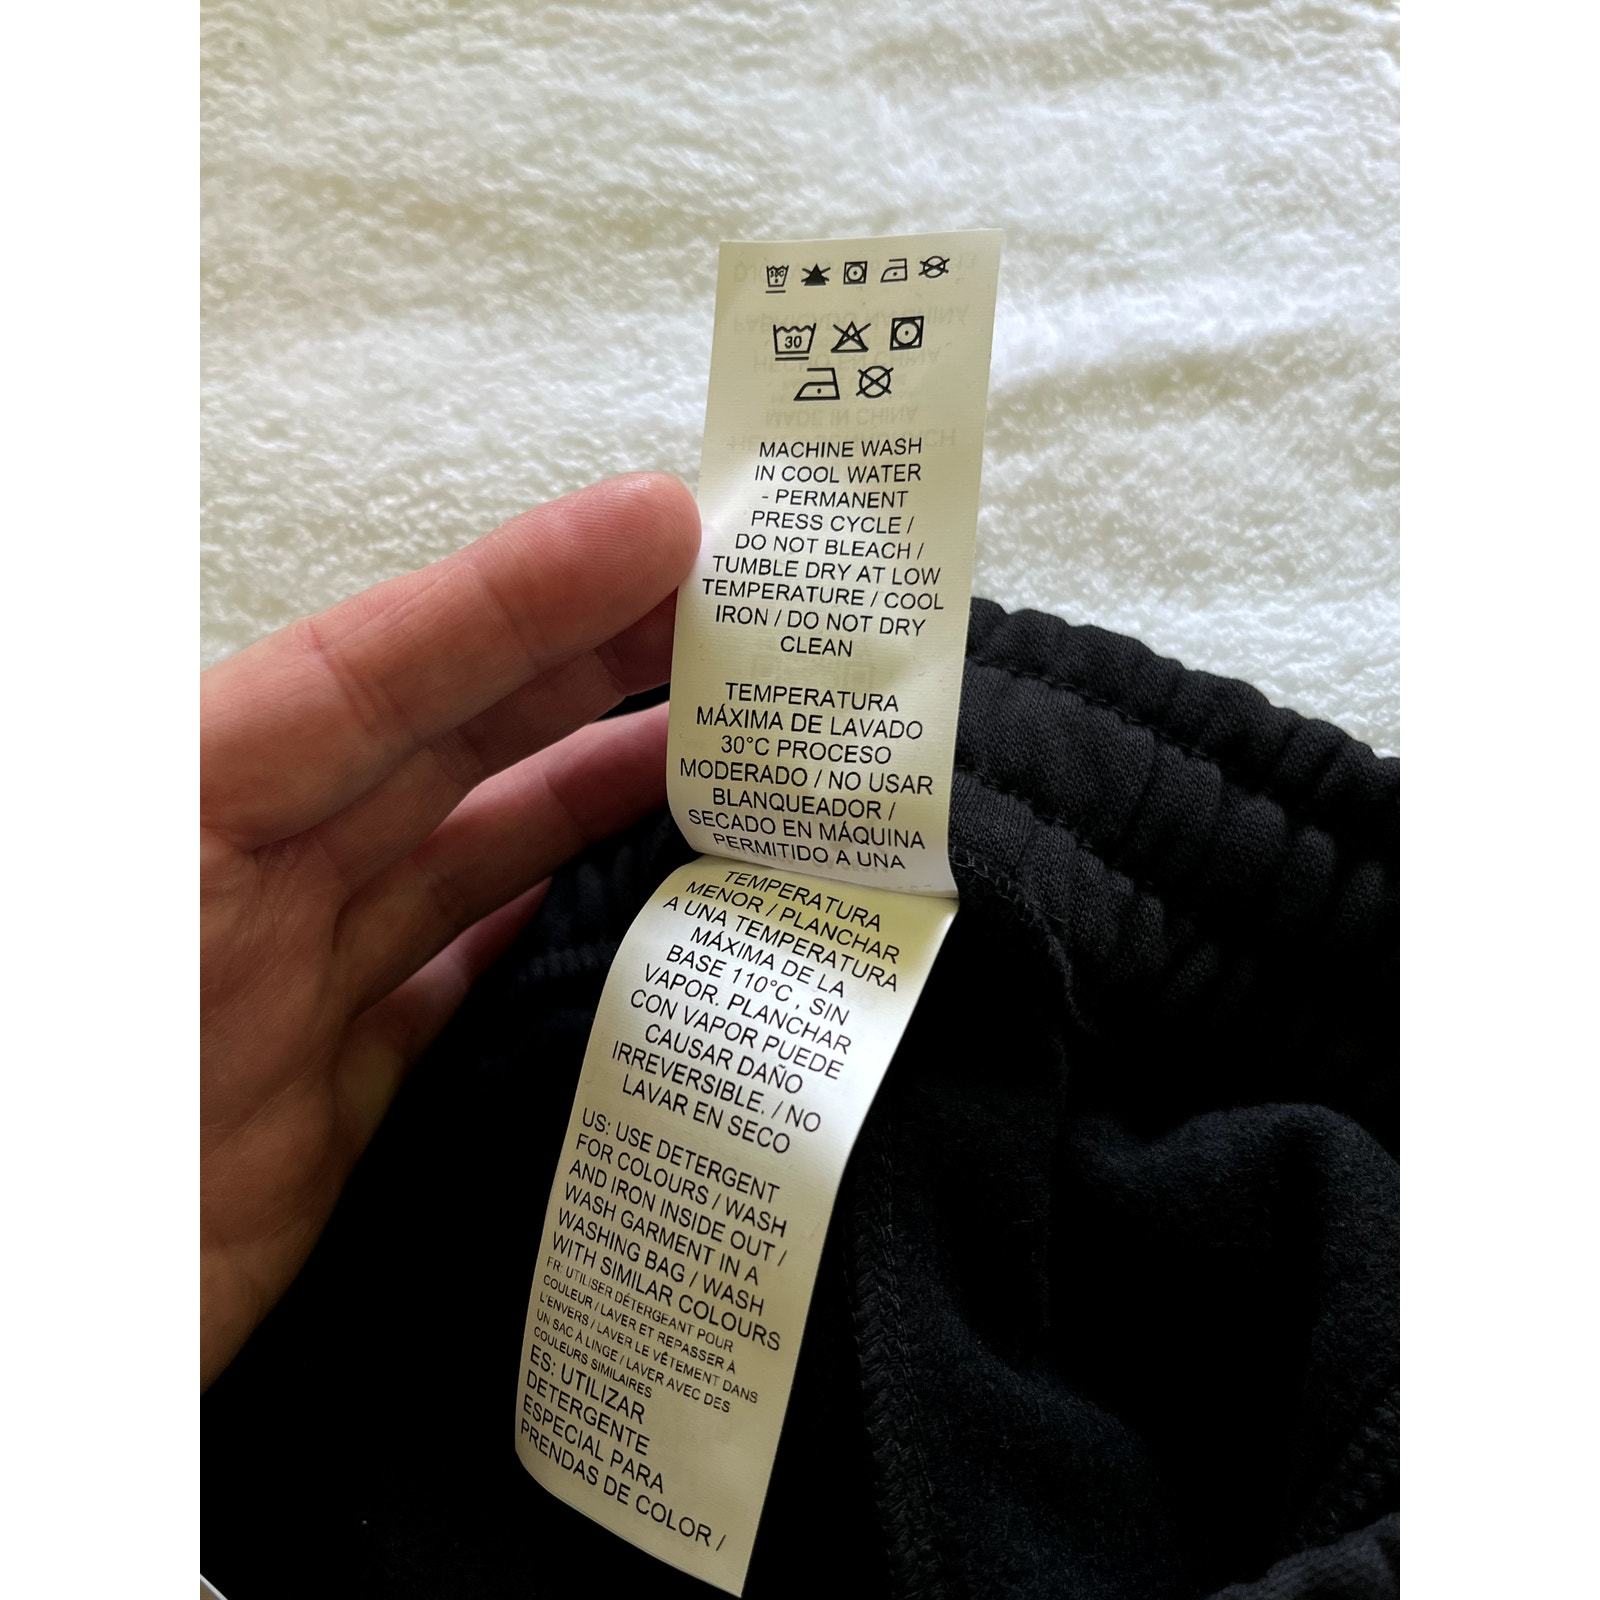 30
MACHINE WASH
IN COOL WATER
- PERMANENT
PRESS CYCLE /
DO NOT BLEACH /
TUMBLE DRY AT LOW
TEMPERATURE / COOL
IRON / DO NOT DRY
CLEAN
TEMPERATURA
MÁXIMA DE LAVADO
30°C PROCESO
MODERADO / NO USAR
BLANQUEADOR /
SECADO EN MÁQUINA
PERMITIDO A UNA
TEMPERATURA
MENOR / PLANCHAR
A UNA TEMPERATURA
MÁXIMA DE LA
BASE 110°C , SIN
VAPOR. PLANCHAR
CON VAPOR PUEDE
CAUSAR DAÑO
IRREVERSIBLE. / NO
LAVAR EN SECO
US: USE DETERGENT
FOR COLOURS / WASH
AND IRON INSIDE OUT /
WASH GARMENT IN A
WASHING BAG / WASH
WITH SIMILAR COLOURS
FR: UTILISER DÉTERGEANT POUR
COULEUR / LAVER ET REPASSER À
L'ENVERS / LAVER LE VÊTEMENT DANS
UN SAC À LINGE / LAVER AVEC DES
COULEURS SIMILAIRES
ES: UTILIZAR
DETERGENTE
ESPECIAL PARA
PRENDAS DE COLOR /